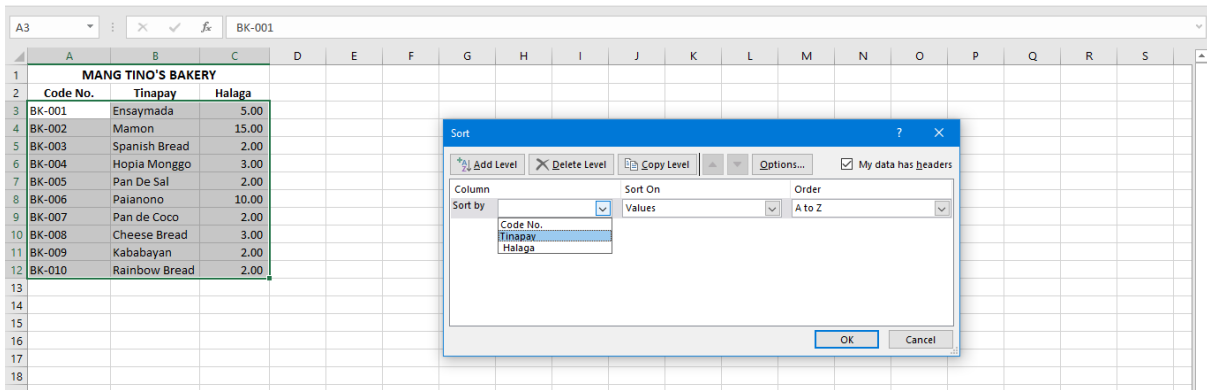 A3 fx BK-001
A B C D E F G H I J K L M N O P Q R S
1 MANG TINO'S BAKERY
2 Code No. Tinapay Halaga
3 BK-001 Ensaymada 5.00
4 BK-002 Mamon 15.00
5 BK-003 Spanish Bread 2.00
6 BK-004 Hopia Monggo 3.00
7 BK-005 Pan De Sal 2.00
8 BK-006 Paianono 10.00
9 BK-007 Pan de Coco 2.00
10 BK-008 Cheese Bread 3.00
11 BK-009 Kababayan 2.00
12 BK-010 Rainbow Bread 2.00
13
14
15
16
17
18
Sort ?
Add Level Delete Level Copy Level Options... My data has headers
Column Sort On Order
Sort by Values A to Z
Code No.
Tinapay
Halaga
OK Cancel